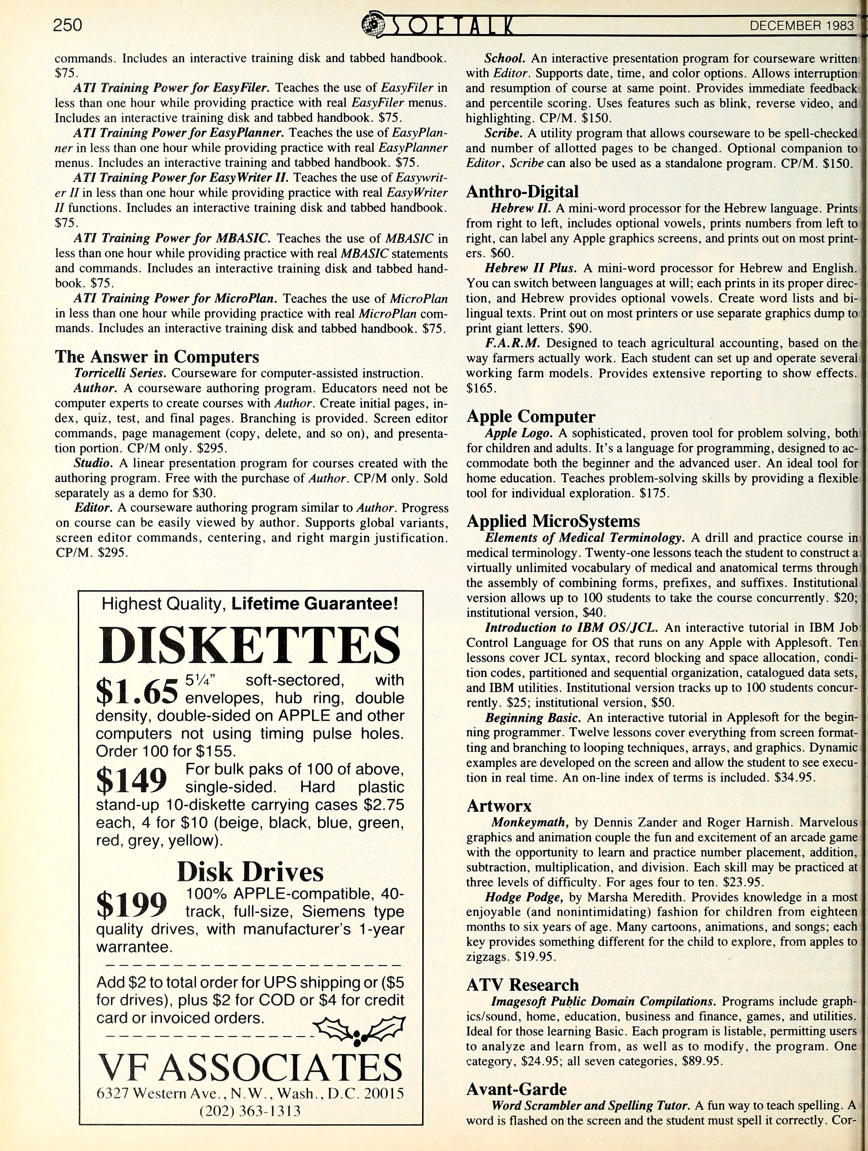 250
SOFTALK
DECEMBER 1983
commands. Includes an interactive training disk and tabbed handbook.
$75.
ATI Training Power for EasyFiler. Teaches the use of EasyFiler in
less than one hour while providing practice with real EasyFiler menus.
Includes an interactive training disk and tabbed handbook. $75.
ATI Training Power for EasyPlanner. Teaches the use of EasyPlan-
ner in less than one hour while providing practice with real EasyPlanner
menus. Includes an interactive training and tabbed handbook. $75.
ATI Training Power for EasyWriter II. Teaches the use of Easywrit-
er II in less than one hour while providing practice with real EasyWriter
II functions. Includes an interactive training disk and tabbed handbook.
$75.
ATI Training Power for MBASIC. Teaches the use of MBASIC in
less than one hour while providing practice with real MBASIC statements
and commands. Includes an interactive training disk and tabbed hand-
book. $75.
ATI Training Power for MicroPlan. Teaches the use of MicroPlan
in less than one hour while providing practice with real MicroPlan com-
mands. Includes an interactive training disk and tabbed handbook. $75.
The Answer in Computers
Torricelli Series. Courseware for computer-assisted instruction.
Author. A courseware authoring program. Educators need not be
computer experts to create courses with Author. Create initial pages, in-
dex, quiz, test, and final pages. Branching is provided. Screen editor
commands, page management (copy, delete, and so on), and presenta-
tion portion. CP/M only. $295.
Studio. A linear presentation program for courses created with the
authoring program. Free with the purchase of Author. CP/M only. Sold
separately as a demo for $30.
Editor. A courseware authoring program similar to Author. Progress
on course can be easily viewed by author. Supports global variants,
screen editor commands, centering, and right margin justification.
CP/M. $295.
Highest Quality, Lifetime Guarantee!
DISKETTES
$1.65 5¼" soft-sectored, with
envelopes, hub ring, double
density, double-sided on APPLE and other
computers not using timing pulse holes.
Order 100 for $155.
$149 For bulk paks of 100 of above,
single-sided. Hard plastic
stand-up 10-diskette carrying cases $2.75
each, 4 for $10 (beige, black, blue, green,
red, grey, yellow).
Disk Drives
$199 100% APPLE-compatible, 40-
track, full-size, Siemens type
quality drives, with manufacturer's 1-year
warrantee.
Add $2 to total order for UPS shipping or ($5
for drives), plus $2 for COD or $4 for credit
card or invoiced orders.
VF ASSOCIATES
6327 Western Ave., N.W., Wash., D.C. 20015
(202) 363-1313
School. An interactive presentation program for courseware written
with Editor. Supports date, time, and color options. Allows interruption
and resumption of course at same point. Provides immediate feedback
and percentile scoring. Uses features such as blink, reverse video, and
highlighting. CP/M. $150.
Scribe. A utility program that allows courseware to be spell-checked
and number of allotted pages to be changed. Optional companion to
Editor, Scribe can also be used as a standalone program. CP/M. $150.
Anthro-Digital
Hebrew II. A mini-word processor for the Hebrew language. Prints
from right to left, includes optional vowels, prints numbers from left to
right, can label any Apple graphics screens, and prints out on most print-
ers. $60.
Hebrew II Plus. A mini-word processor for Hebrew and English.
You can switch between languages at will; each prints in its proper direc-
tion, and Hebrew provides optional vowels. Create word lists and bi-
lingual texts. Print out on most printers or use separate graphics dump to
print giant letters. $90.
F.A.R.M. Designed to teach agricultural accounting, based on the
way farmers actually work. Each student can set up and operate several
working farm models. Provides extensive reporting to show effects.
$165.
Apple Computer
Apple Logo. A sophisticated, proven tool for problem solving, both
for children and adults. It's a language for programming, designed to ac-
commodate both the beginner and the advanced user. An ideal tool for
home education. Teaches problem-solving skills by providing a flexible
tool for individual exploration. $175.
Applied MicroSystems
Elements of Medical Terminology. A drill and practice course in
medical terminology. Twenty-one lessons teach the student to construct a
virtually unlimited vocabulary of medical and anatomical terms through
the assembly of combining forms, prefixes, and suffixes. Institutional
version allows up to 100 students to take the course concurrently. $20;
institutional version, $40.
Introduction to IBM OS/JCL. An interactive tutorial in IBM Job
Control Language for OS that runs on any Apple with Applesoft. Ten
lessons cover JCL syntax, record blocking and space allocation, condi-
tion codes, partitioned and sequential organization, catalogued data sets,
and IBM utilities. Institutional version tracks up to 100 students concur-
rently. $25; institutional version, $50.
Beginning Basic. An interactive tutorial in Applesoft for the begin-
ning programmer. Twelve lessons cover everything from screen format-
ting and branching to looping techniques, arrays, and graphics. Dynamic
examples are developed on the screen and allow the student to see execu-
tion in real time. An on-line index of terms is included. $34.95.
Artworx
Monkeymath, by Dennis Zander and Roger Harnish. Marvelous
graphics and animation couple the fun and excitement of an arcade game
with the opportunity to learn and practice number placement, addition,
subtraction, multiplication, and division. Each skill may be practiced at
three levels of difficulty. For ages four to ten. $23.95.
Hodge Podge, by Marsha Meredith. Provides knowledge in a most
enjoyable (and nonintimidating) fashion for children from eighteen
months to six years of age. Many cartoons, animations, and songs; each
key provides something different for the child to explore, from apples to
zigzags. $19.95.
ATV Research
Imagesoft Public Domain Compilations. Programs include graph-
ics/sound, home, education, business and finance, games, and utilities.
Ideal for those learning Basic. Each program is listable, permitting users
to analyze and learn from, as well as to modify, the program. One
category, $24.95; all seven categories, $89.95.
Avant-Garde
Word Scrambler and Spelling Tutor. A fun way to teach spelling. A
word is flashed on the screen and the student must spell it correctly. Cor-